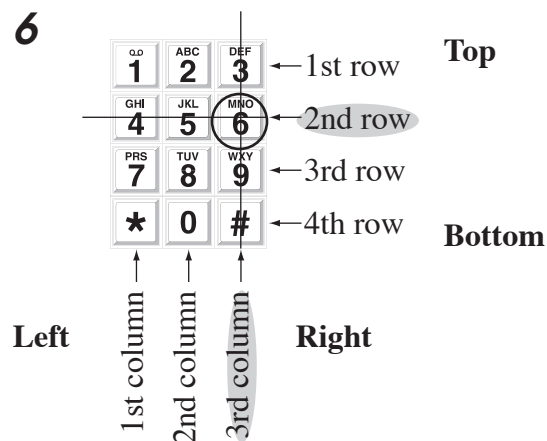 6
Top
ᴑᴑ ABC DEF
1 2 3
1st row
GHI JKL MNO
4 5 6
2nd row
PRS TUV WXY
7 8 9
3rd row
* 0 #
4th row
Bottom
Left
Right
1st column
2nd column
3rd column